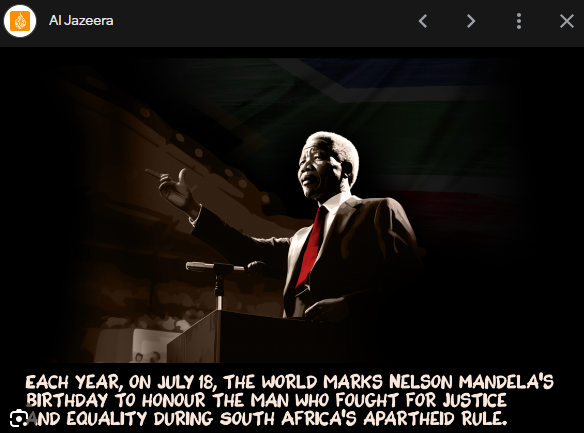 Al Jazeera
EACH YEAR, ON JULY 18, THE WORLD MARKS NELSON MANDELA'S
BIRTHDAY TO HONOUR THE MAN WHO FOUGHT FOR JUSTICE
AND EQUALITY DURING SOUTH AFRICA'S APARTHEID RULE.